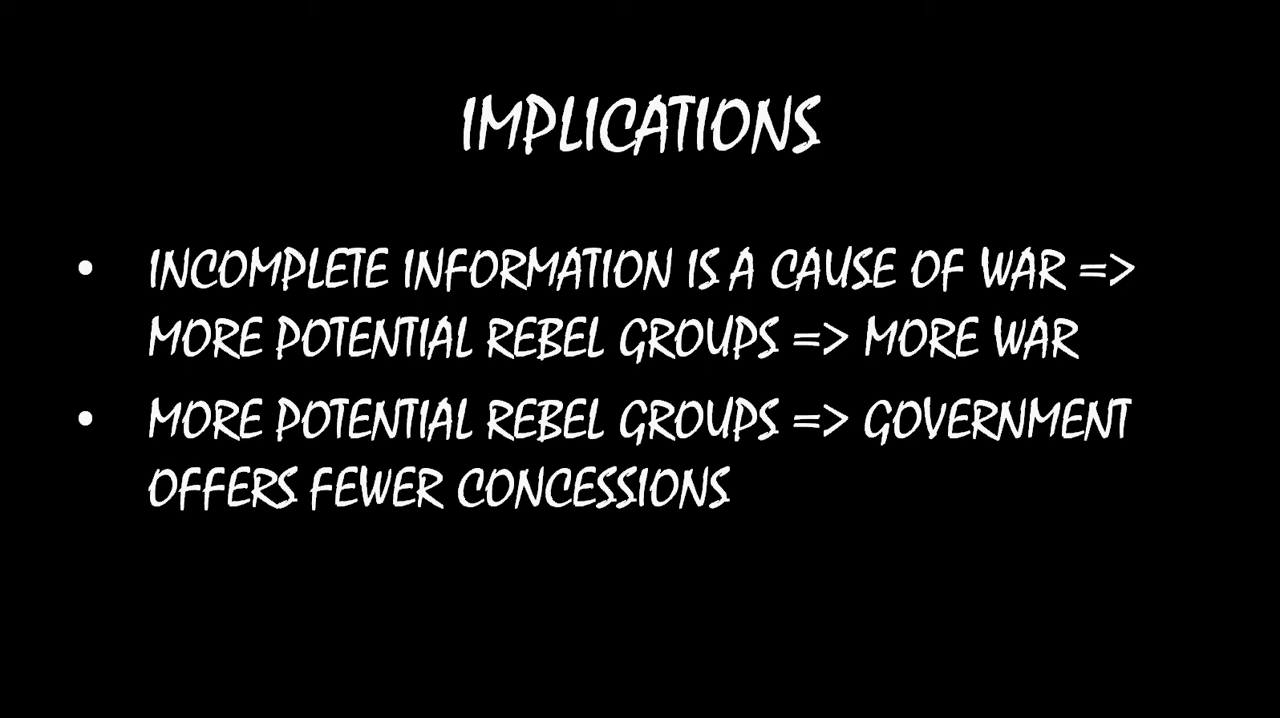 IMPLICATIONS
• INCOMPLETE INFORMATION IS A CAUSE OF WAR =>
MORE POTENTIAL REBEL GROUPS => MORE WAR
• MORE POTENTIAL REBEL GROUPS => GOVERNMENT
OFFERS FEWER CONCESSIONS